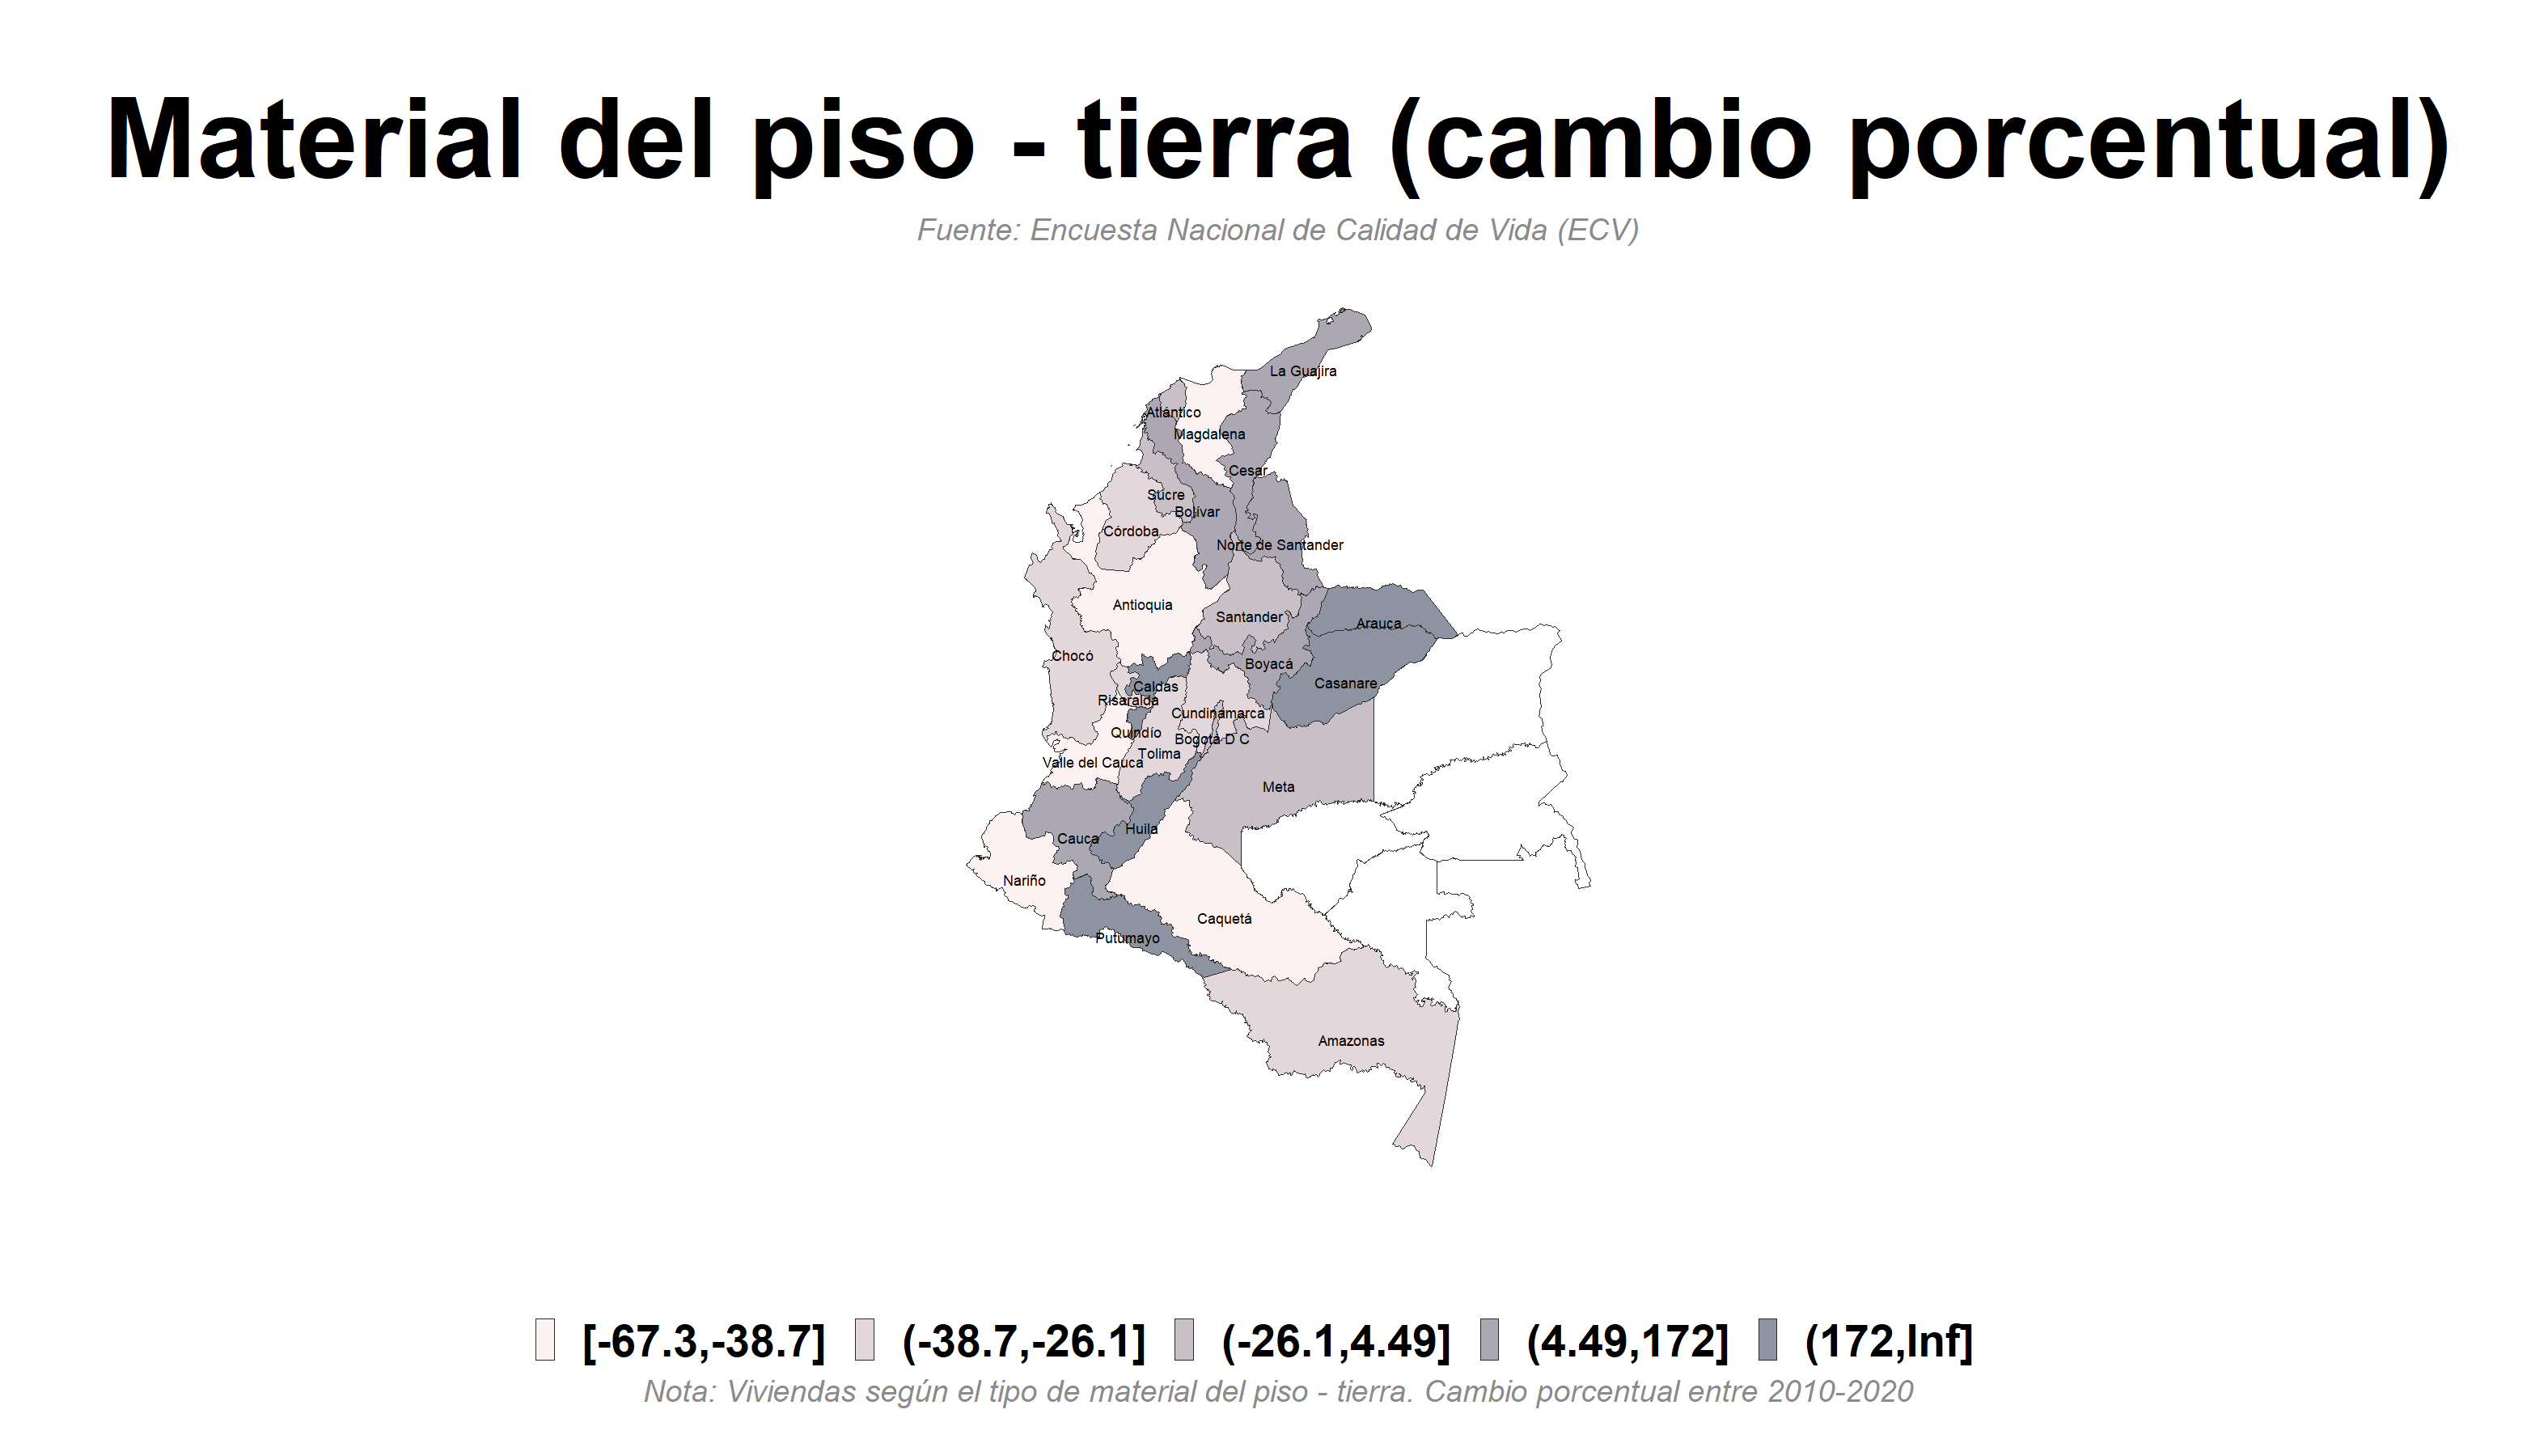 Material del piso - tierra (cambio porcentual)
Fuente: Encuesta Nacional de Calidad de Vida (ECV)
La Guajira
Atlántico
Magdalena
Cesar
Sucre
Bolívar
Córdoba
Norte de Santander
Antioquia
Santander
Arauca
Chocó
Boyacá
Caldas
Casanare
Risaralda
Cundinamarca
Quindío
Bogotá D C
Tolima
Valle del Cauca
Meta
Huila
Cauca
Nariño
Caquetá
Putumayo
Amazonas
[-67.3,-38.7] (-38.7,-26.1] (-26.1,4.49] (4.49,172] (172,Inf]
Nota: Viviendas según el tipo de material del piso - tierra. Cambio porcentual entre 2010-2020